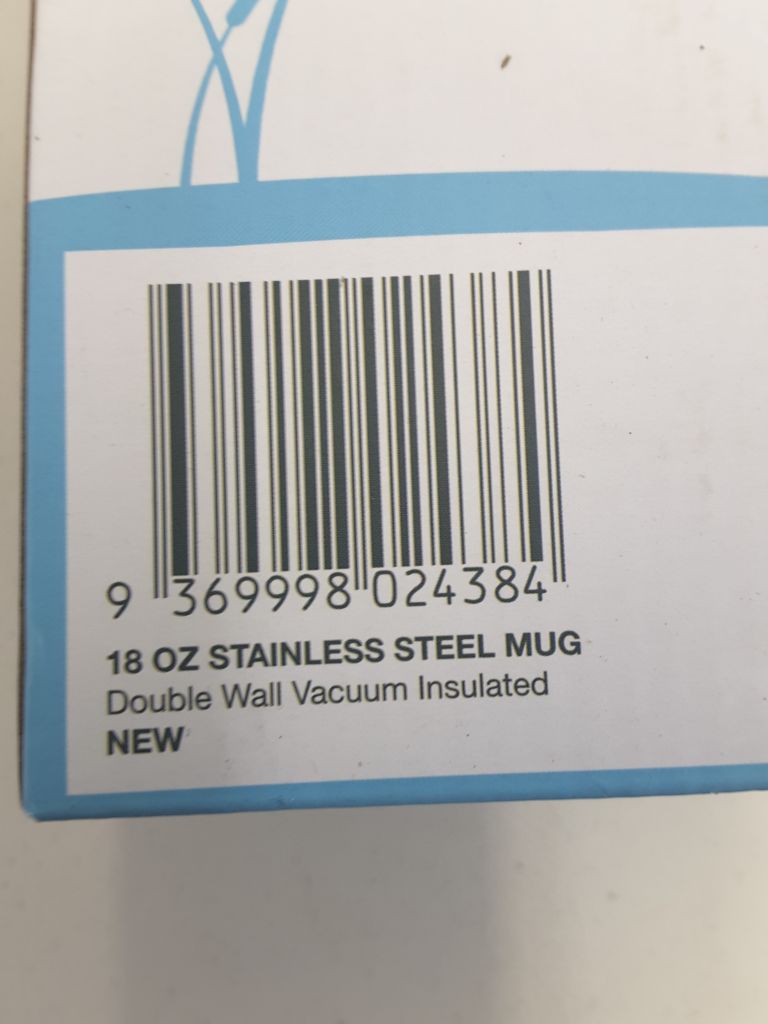 9 369998 024384
18 OZ STAINLESS STEEL MUG
Double Wall Vacuum Insulated
NEW